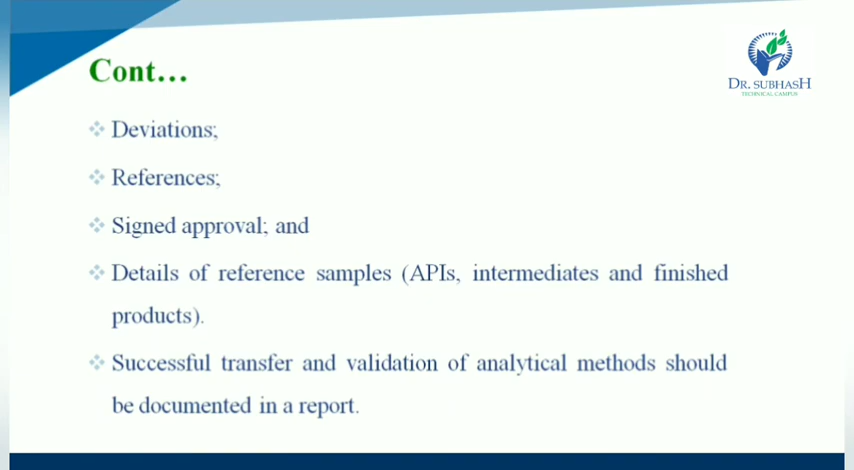 Cont...
DR. SUBHASH
TECHNICAL CAMPUS
Deviations;
References;
Signed approval; and
Details of reference samples (APIs, intermediates and finished
products).
Successful transfer and validation of analytical methods should
be documented in a report.